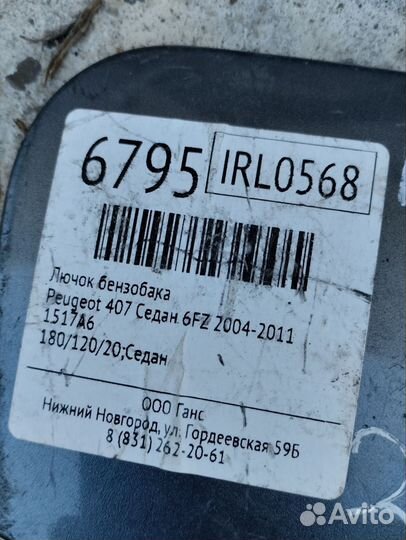 6795 IRL0568
Лючок бензобака
Peugeot 407 Седан 6FZ 2004-2011
1517A6
180/120/20;Седан
ООО Ганс
Нижний Новгород, ул. Гордеевская 59Б
8 (831) 262-20-61
Avito